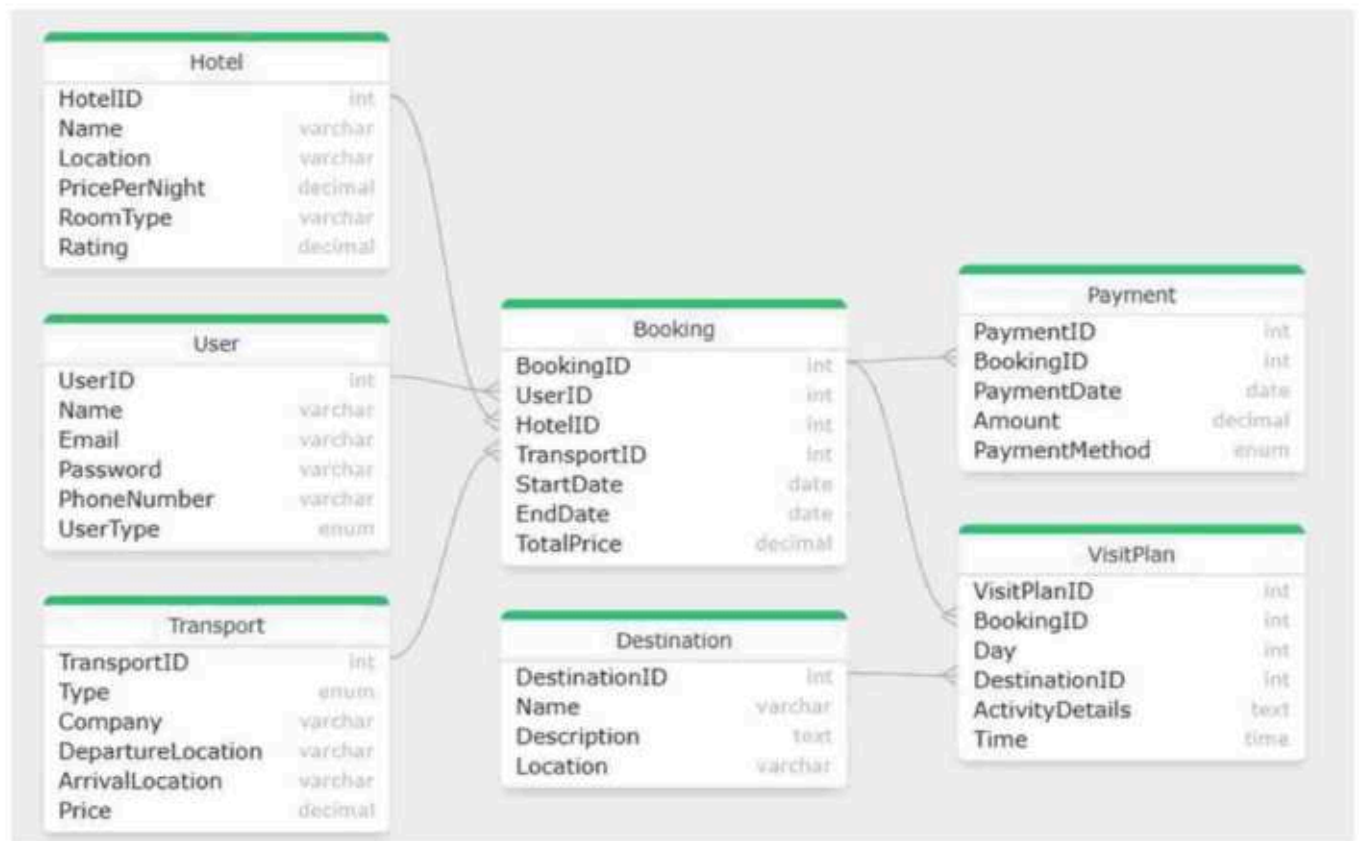 Hotel
HotelID int
Name varchar
Location varchar
PricePerNight decimal
RoomType varchar
Rating decimal
User
UserID int
Name varchar
Email varchar
Password varchar
PhoneNumber varchar
UserType enum
Transport
TransportID int
Type enum
Company varchar
DepartureLocation varchar
ArrivalLocation varchar
Price decimal
Booking
BookingID int
UserID int
HotelID int
TransportID int
StartDate date
EndDate date
TotalPrice decimal
Destination
DestinationID int
Name varchar
Description text
Location varchar
Payment
PaymentID int
BookingID int
PaymentDate date
Amount decimal
PaymentMethod enum
VisitPlan
VisitPlanID int
BookingID int
Day int
DestinationID int
ActivityDetails text
Time time